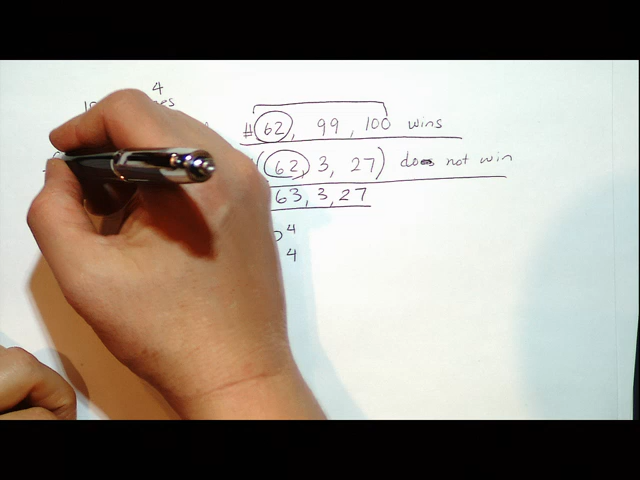 4
#62, 99, 100 wins
(62, 3, 27) does not win
63, 3, 27
4
4